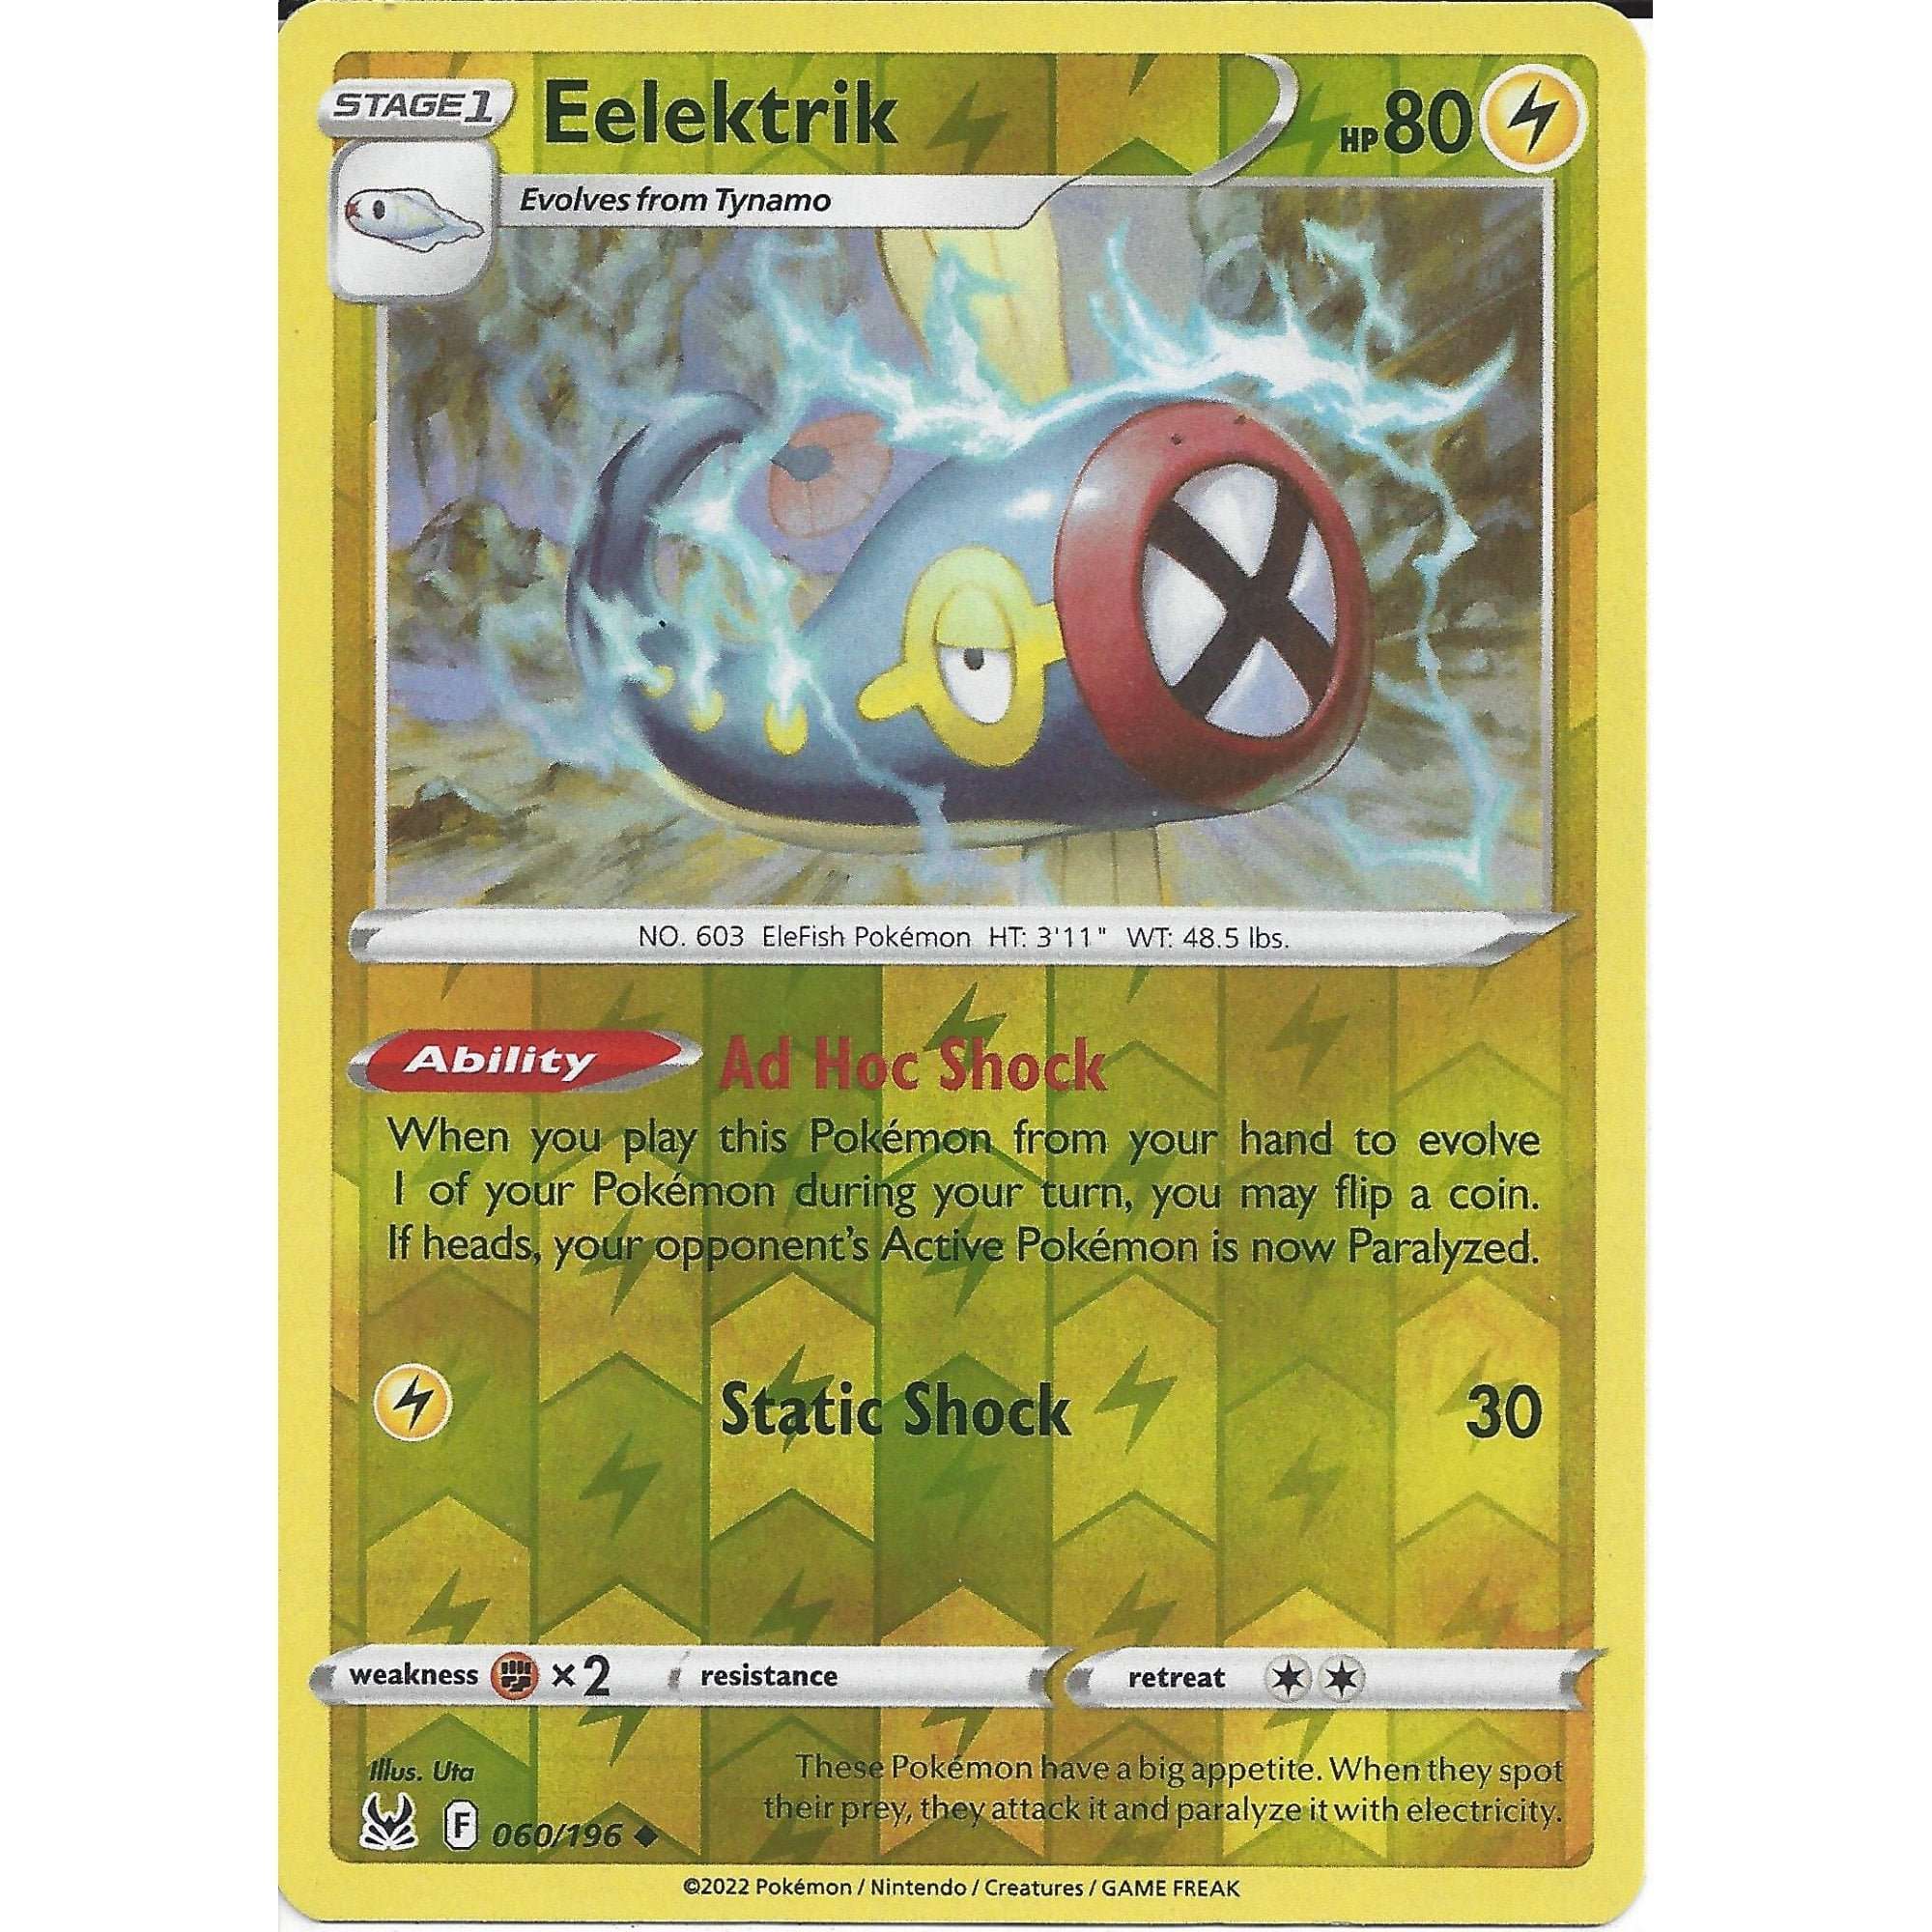 STAGE1
Eelektrik
HP 80
Evolves from Tynamo
NO. 603 EleFish Pokémon HT: 3'11" WT: 48.5 lbs.
Ability Ad Hoc Shock
When you play this Pokémon from your hand to evolve
1 of your Pokémon during your turn, you may flip a coin.
If heads, your opponent's Active Pokémon is now Paralyzed.
Static Shock 30
weakness ×2 resistance retreat
Illus. Uta
These Pokémon have a big appetite. When they spot
their prey, they attack it and paralyze it with electricity.
F 060/196
©2022 Pokémon / Nintendo / Creatures / GAME FREAK